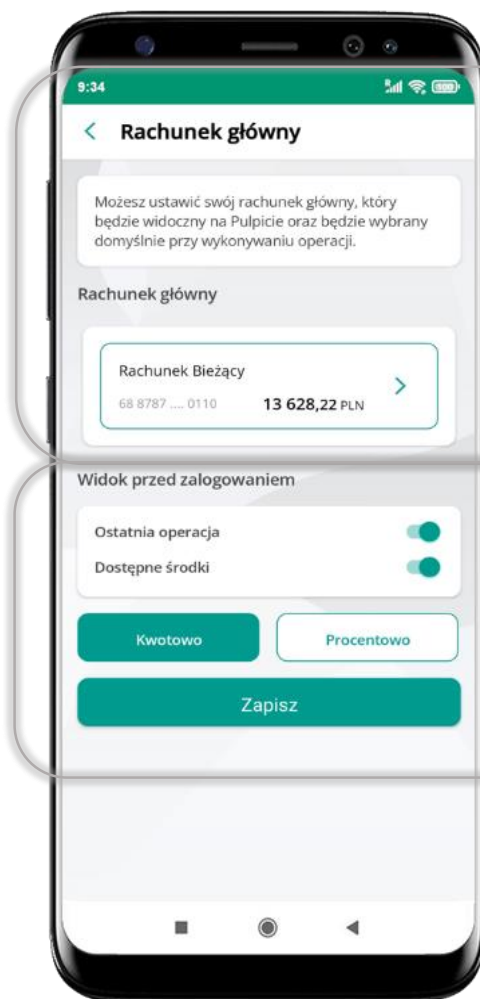 9:34
Rachunek główny
Możesz ustawić swój rachunek główny, który
będzie widoczny na Pulpicie oraz będzie wybrany
domyślnie przy wykonywaniu operacji.
Rachunek główny
Rachunek Bieżący
68 8787 .... 0110 13 628,22 PLN
Widok przed zalogowaniem
Ostatnia operacja
Dostępne środki
Kwotowo Procentowo
Zapisz